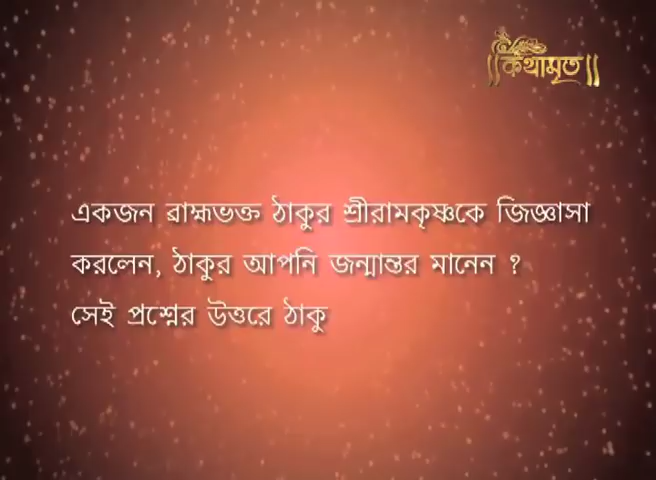 ॥কথামৃত॥
একজন ব্রাহ্মভক্ত ঠাকুর শ্রীরামকৃষ্ণকে জিজ্ঞাসা
করলেন, ঠাকুর আপনি জন্মান্তর মানেন ?
সেই প্রশ্নের উত্তরে ঠাকু